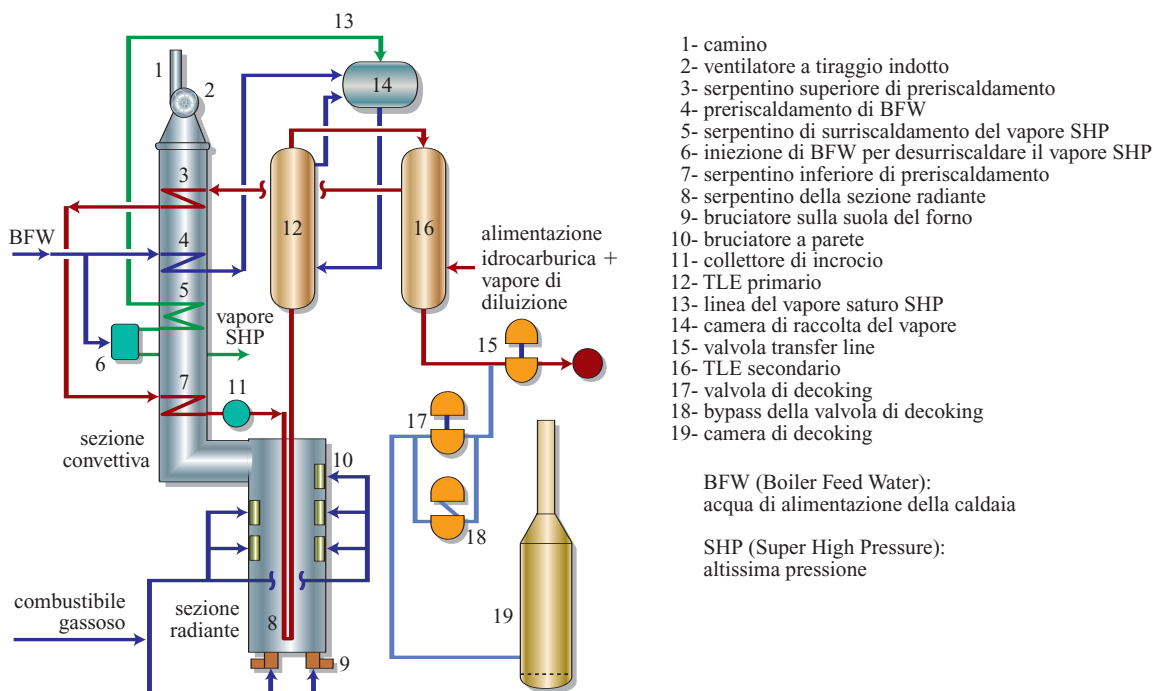 13
1
2
14
3
12
16
BFW
4
alimentazione
idrocarburica +
vapore di
diluizione
5
vapore
SHP
6
15
7
11
17
sezione
convettiva
10
18
combustibile
gassoso
sezione
radiante
8
19
9
1- camino
2- ventilatore a tiraggio indotto
3- serpentino superiore di preriscaldamento
4- preriscaldamento di BFW
5- serpentino di surriscaldamento del vapore SHP
6- iniezione di BFW per desurriscaldare il vapore SHP
7- serpentino inferiore di preriscaldamento
8- serpentino della sezione radiante
9- bruciatore sulla suola del forno
10- bruciatore a parete
11- collettore di incrocio
12- TLE primario
13- linea del vapore saturo SHP
14- camera di raccolta del vapore
15- valvola transfer line
16- TLE secondario
17- valvola di decoking
18- bypass della valvola di decoking
19- camera di decoking
BFW (Boiler Feed Water):
acqua di alimentazione della caldaia
SHP (Super High Pressure):
altissima pressione